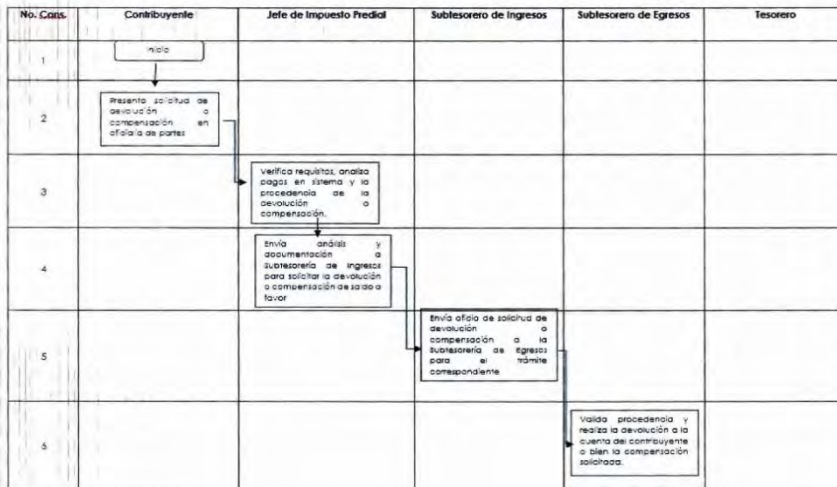 No. Cons. Contribuyente Jefe de Impuesto Predial Subtesorero de Ingresos Subtesorero de Egresos Tesorero
1
Inicio
2
Presenta solicitud de
devolución o
compensación en
oficialía de partes
3
Verifica requisitos, analiza
pagos en sistema y la
procedencia de la
devolución o
compensación.
4
Envía análisis y
documentación a
Subtesorería de Ingresos
para solicitar la devolución
o compensación de saldo a
favor
5
Envía oficio de solicitud de
devolución o
compensación a la
Subtesorería de Egresos
para el trámite
correspondiente
6
Valida procedencia y
realiza la devolución a la
cuenta del contribuyente
o bien la compensación
solicitada.